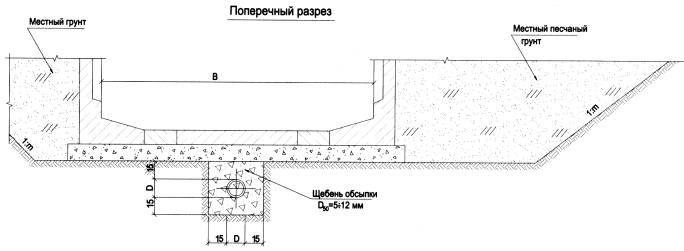 Поперечный разрез
Местный грунт
Местный песчаный
грунт
В
1:m
1:m
15
D
15
Щебень обсыпки
D50=5÷12 мм
15
D
15